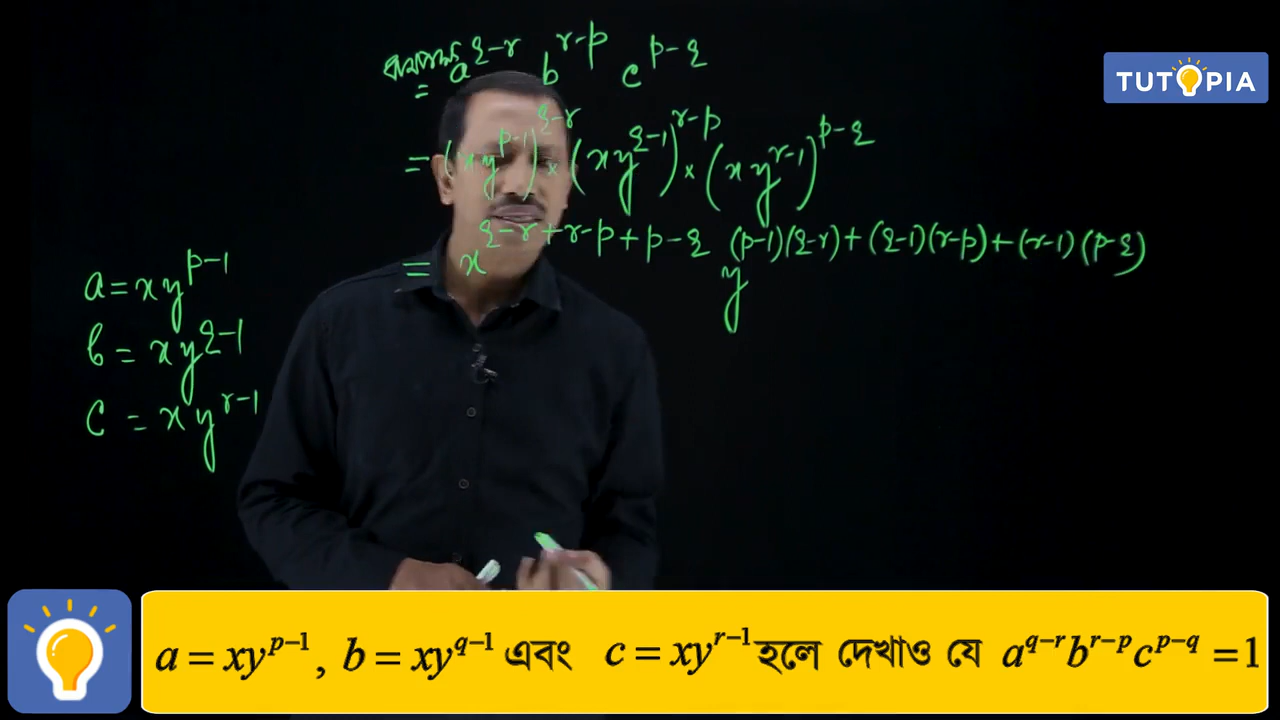 বামপক্ষ
= a^{q-r} b^{r-p} c^{p-q}
= (xy^{p-1})^{q-r} × (xy^{q-1})^{r-p} × (xy^{r-1})^{p-q}
= x^{q-r+r-p+p-q} y^{(p-1)(q-r)+(q-1)(r-p)+(r-1)(p-q)}
a = xy^{p-1}
b = xy^{q-1}
c = xy^{r-1}
TUTOPIA
a = xy^{p-1}, b = xy^{q-1} এবং c = xy^{r-1} হলে দেখাও যে a^{q-r}b^{r-p}c^{p-q} = 1